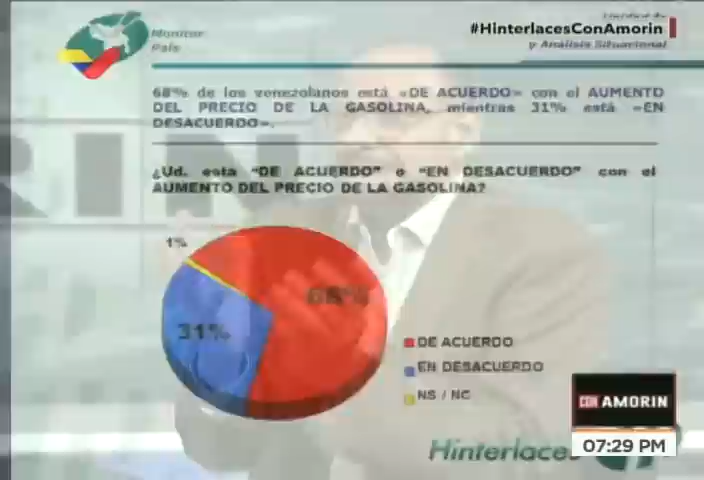 #HinterlacesConAmorin
Monitor
País
y Análisis Situacional
68% de los venezolanos está «DE ACUERDO» con el AUMENTO
DEL PRECIO DE LA GASOLINA, mientras 31% está «EN
DESACUERDO».
¿Ud. esta “DE ACUERDO” o “EN DESACUERDO” con el
AUMENTO DEL PRECIO DE LA GASOLINA?
1%
68%
31%
DE ACUERDO
EN DESACUERDO
NS / NC
CON AMORIN
Hinterlaces
07:29 PM